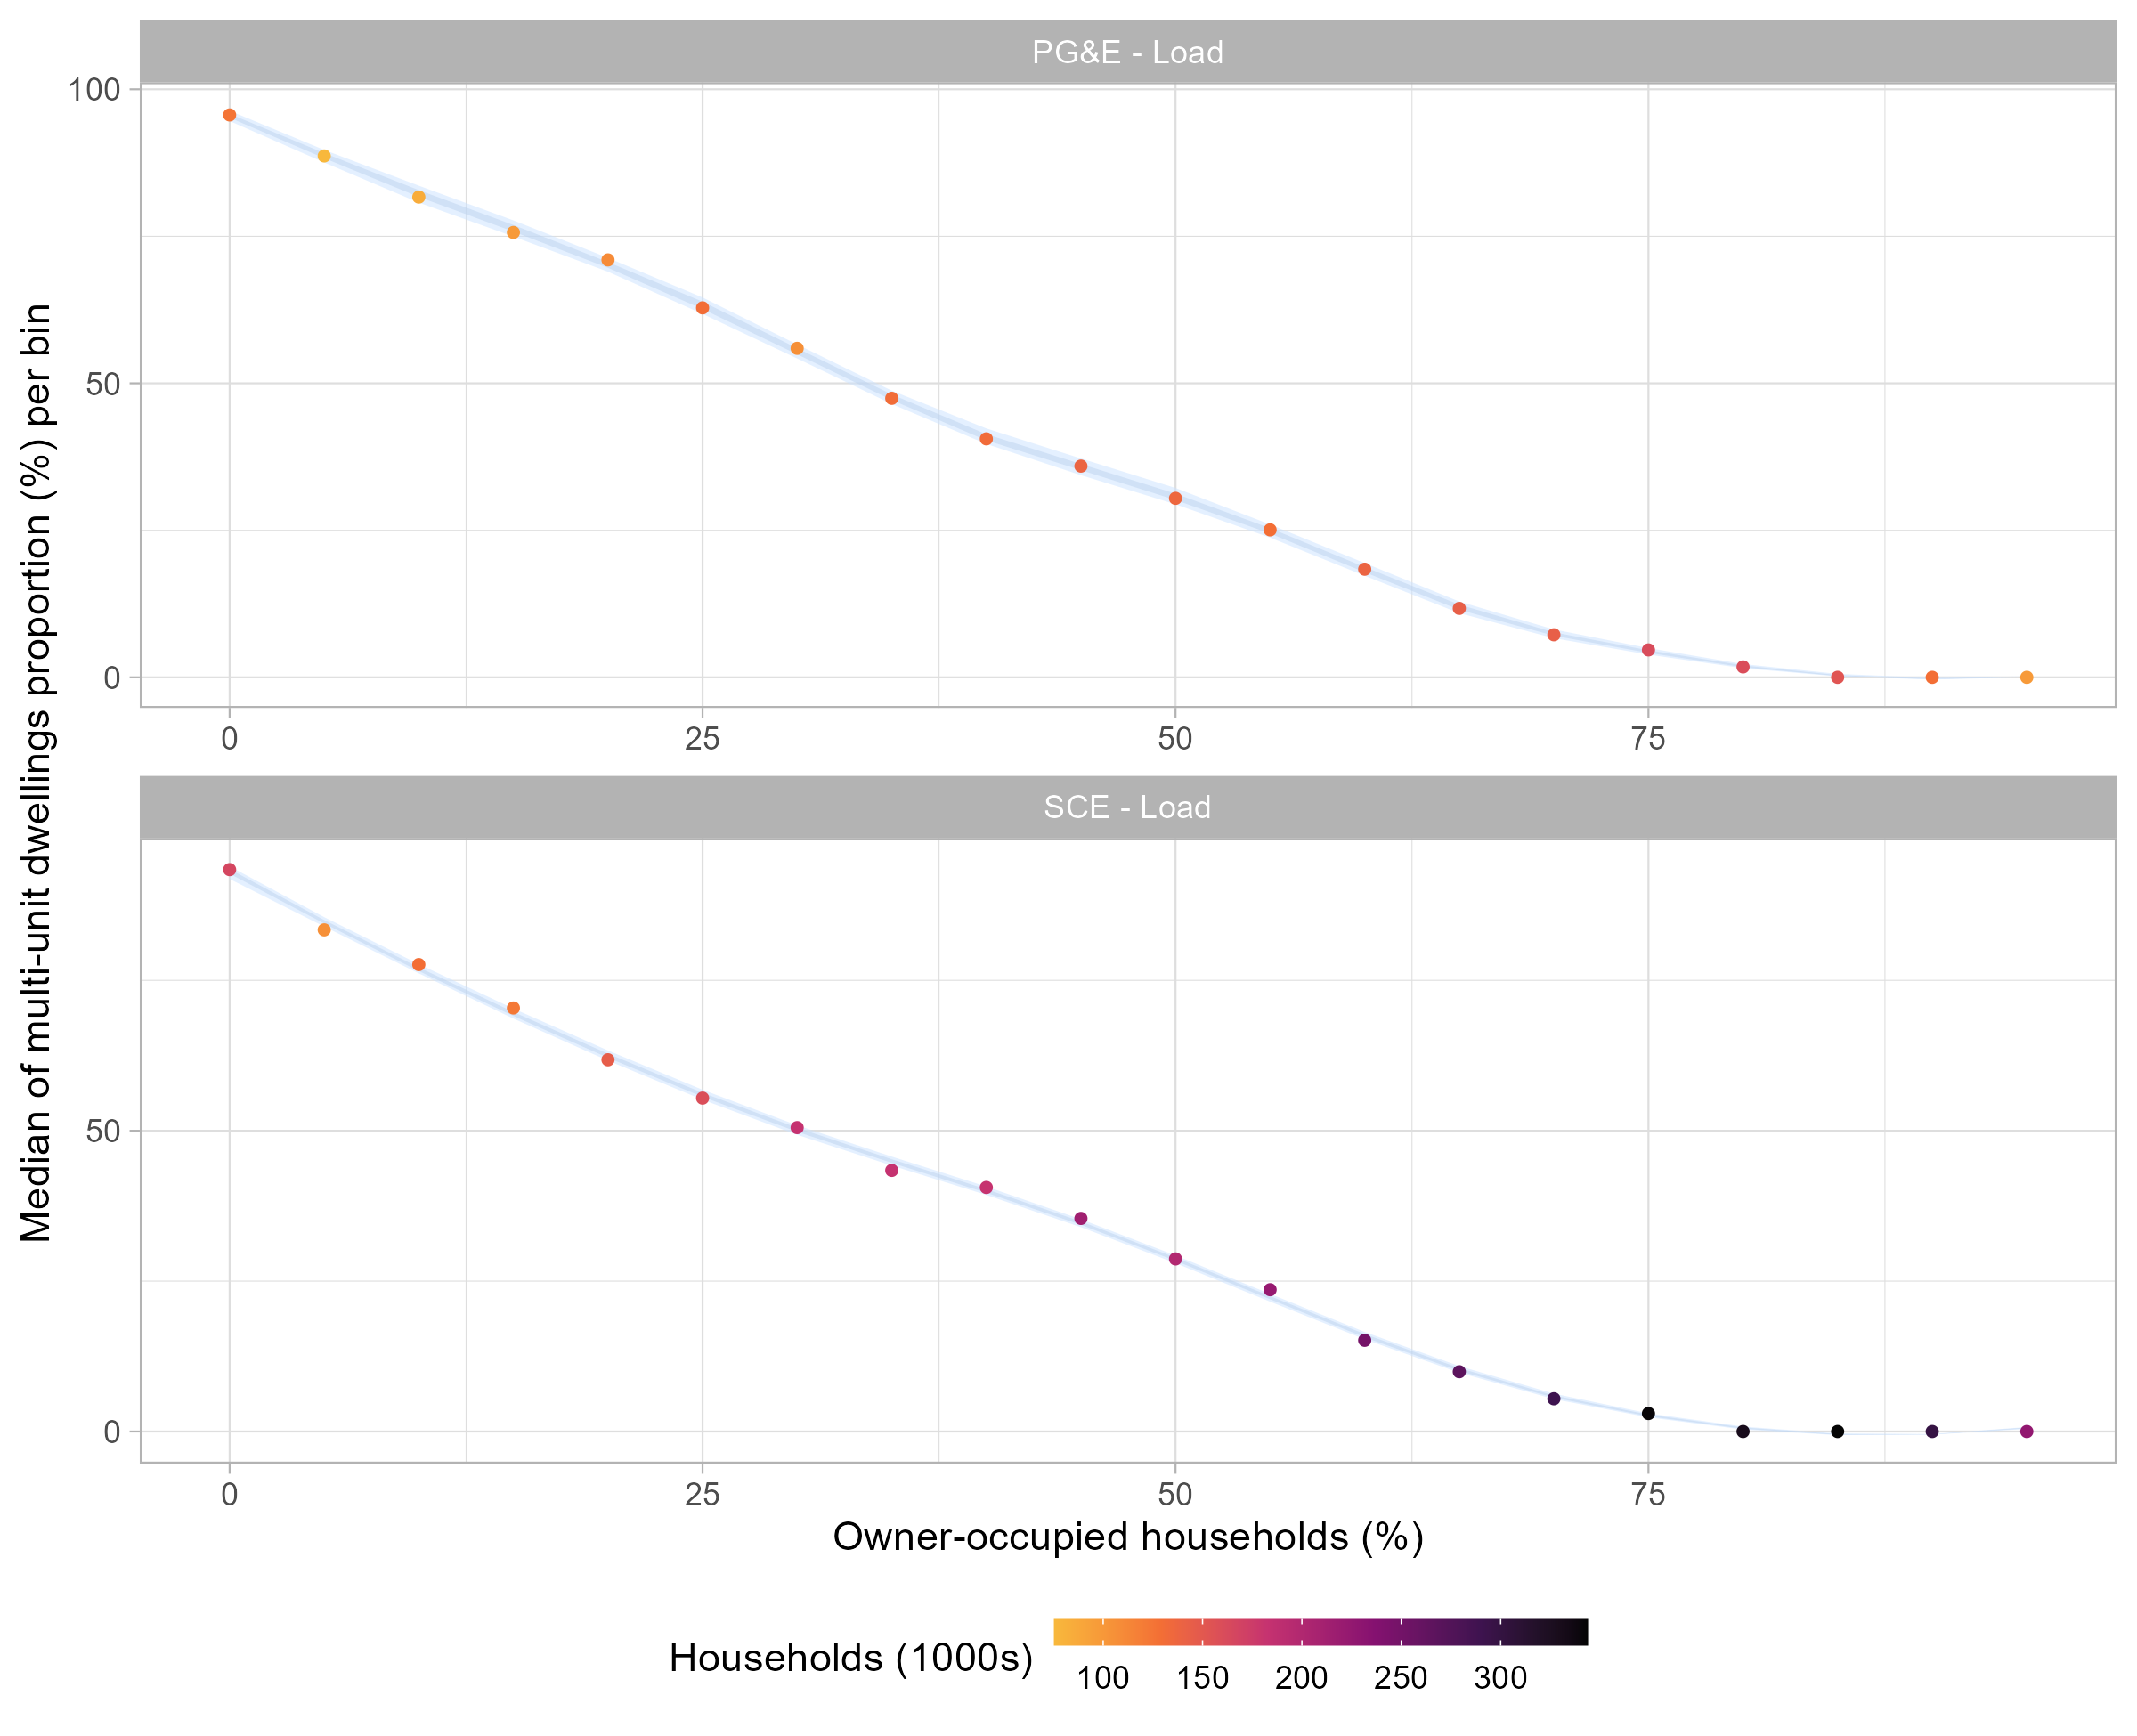 PG&E - Load
100
50
0
0 25 50 75
Median of multi-unit dwellings proportion (%) per bin
SCE - Load
50
0
0 25 50 75
Owner-occupied households (%)
Households (1000s)
100 150 200 250 300